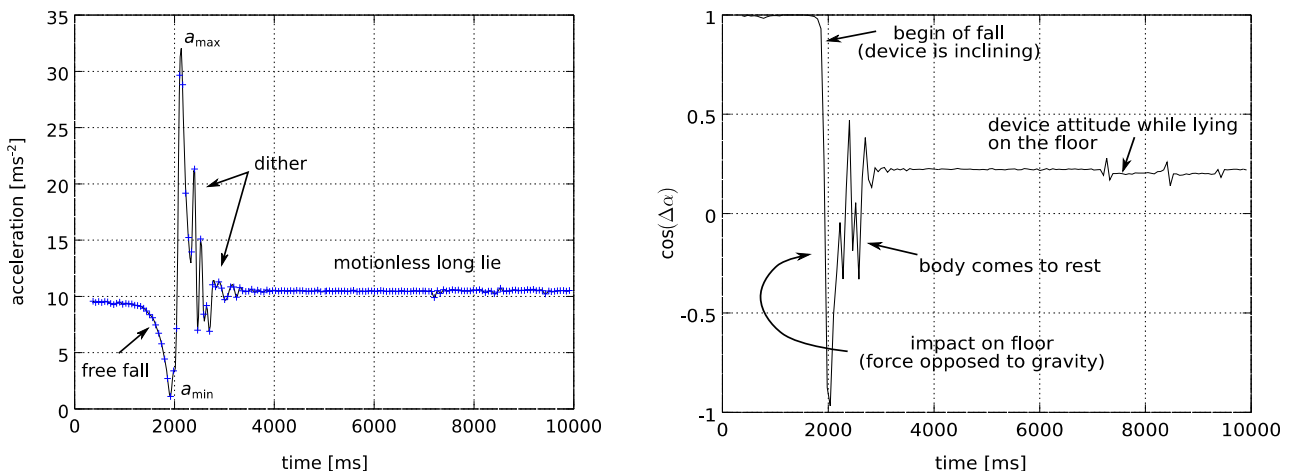 35
30
25
20
15
10
5
0
0
2000
4000
6000
8000
10000
acceleration [ms⁻²]
time [ms]
a_max
dither
motionless long lie
free fall
a_min
1
0.5
0
-0.5
-1
0
2000
4000
6000
8000
10000
cos(Δα)
time [ms]
begin of fall
(device is inclining)
device attitude while lying
on the floor
body comes to rest
impact on floor
(force opposed to gravity)